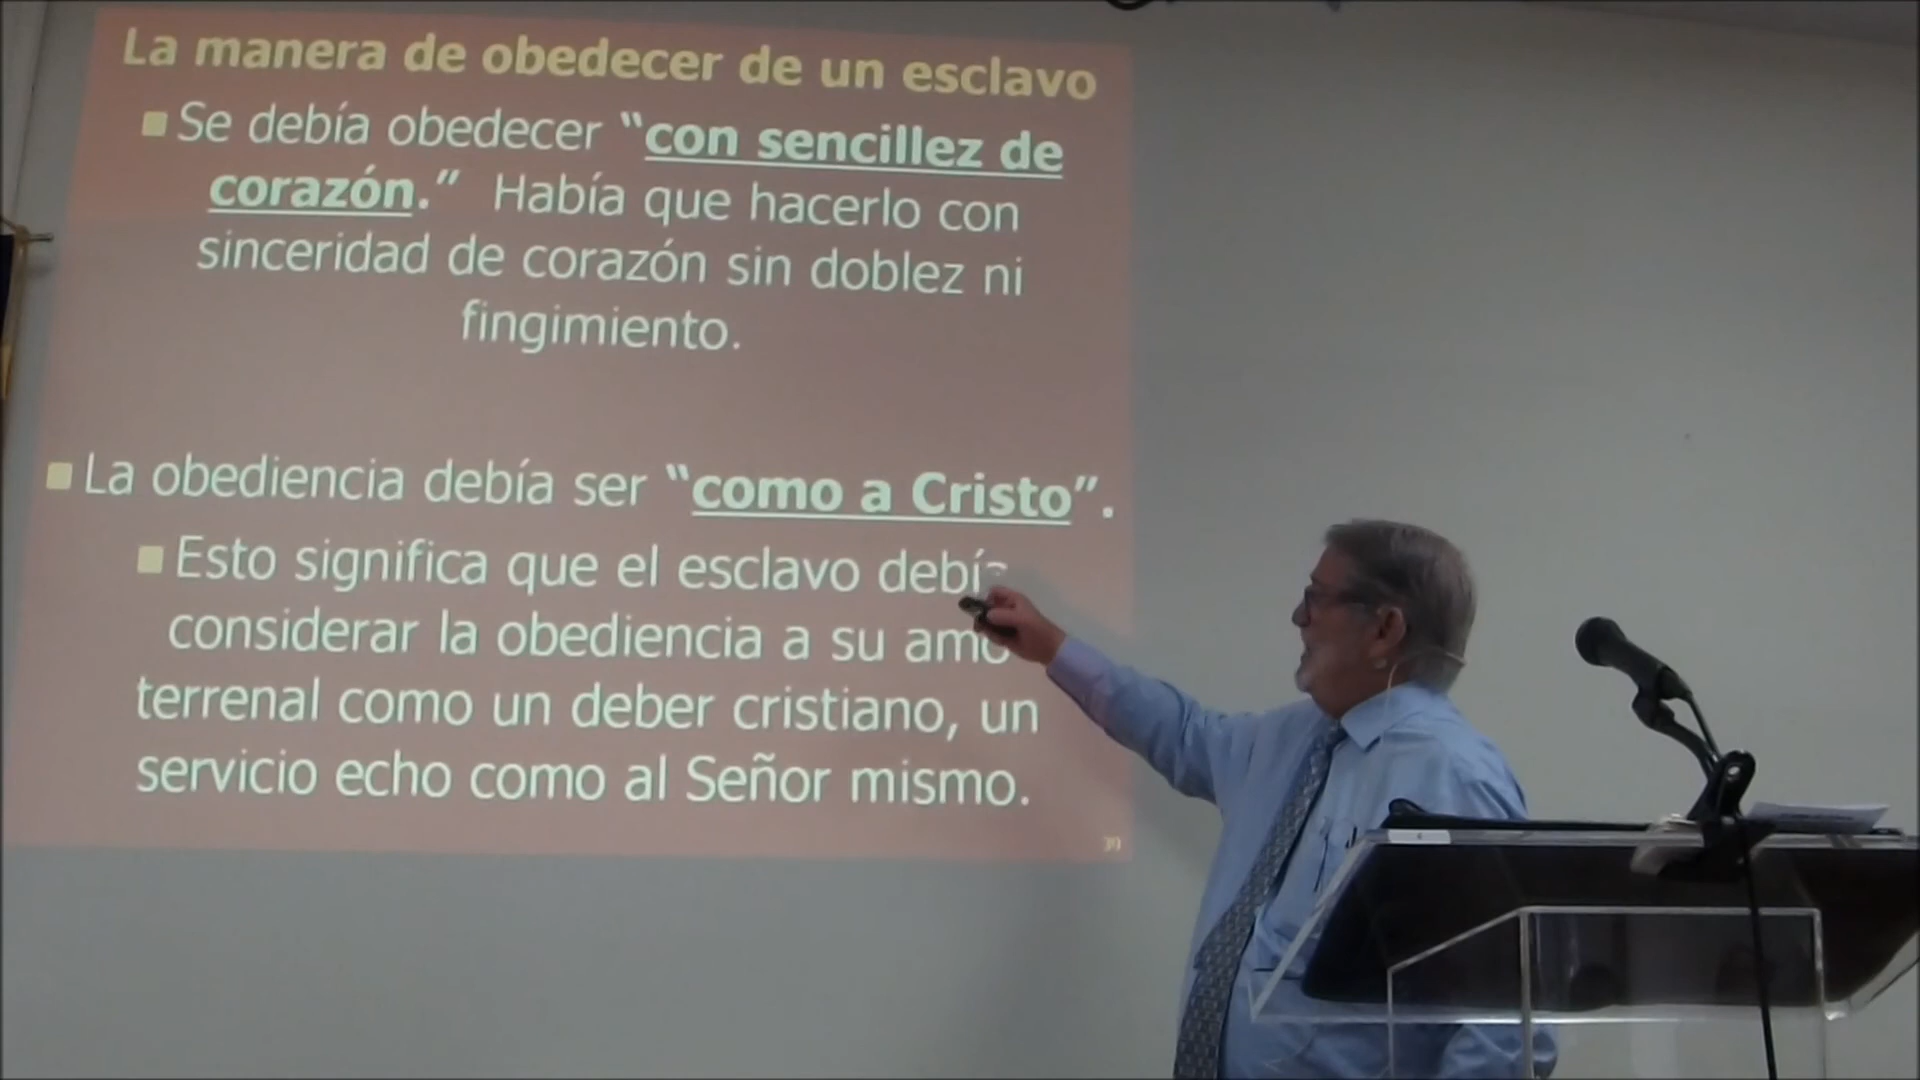 La manera de obedecer de un esclavo
Se debía obedecer “con sencillez de
corazón.” Había que hacerlo con
sinceridad de corazón sin doblez ni
fingimiento.
La obediencia debía ser “como a Cristo”.
Esto significa que el esclavo debía
considerar la obediencia a su amo
terrenal como un deber cristiano, un
servicio echo como al Señor mismo.